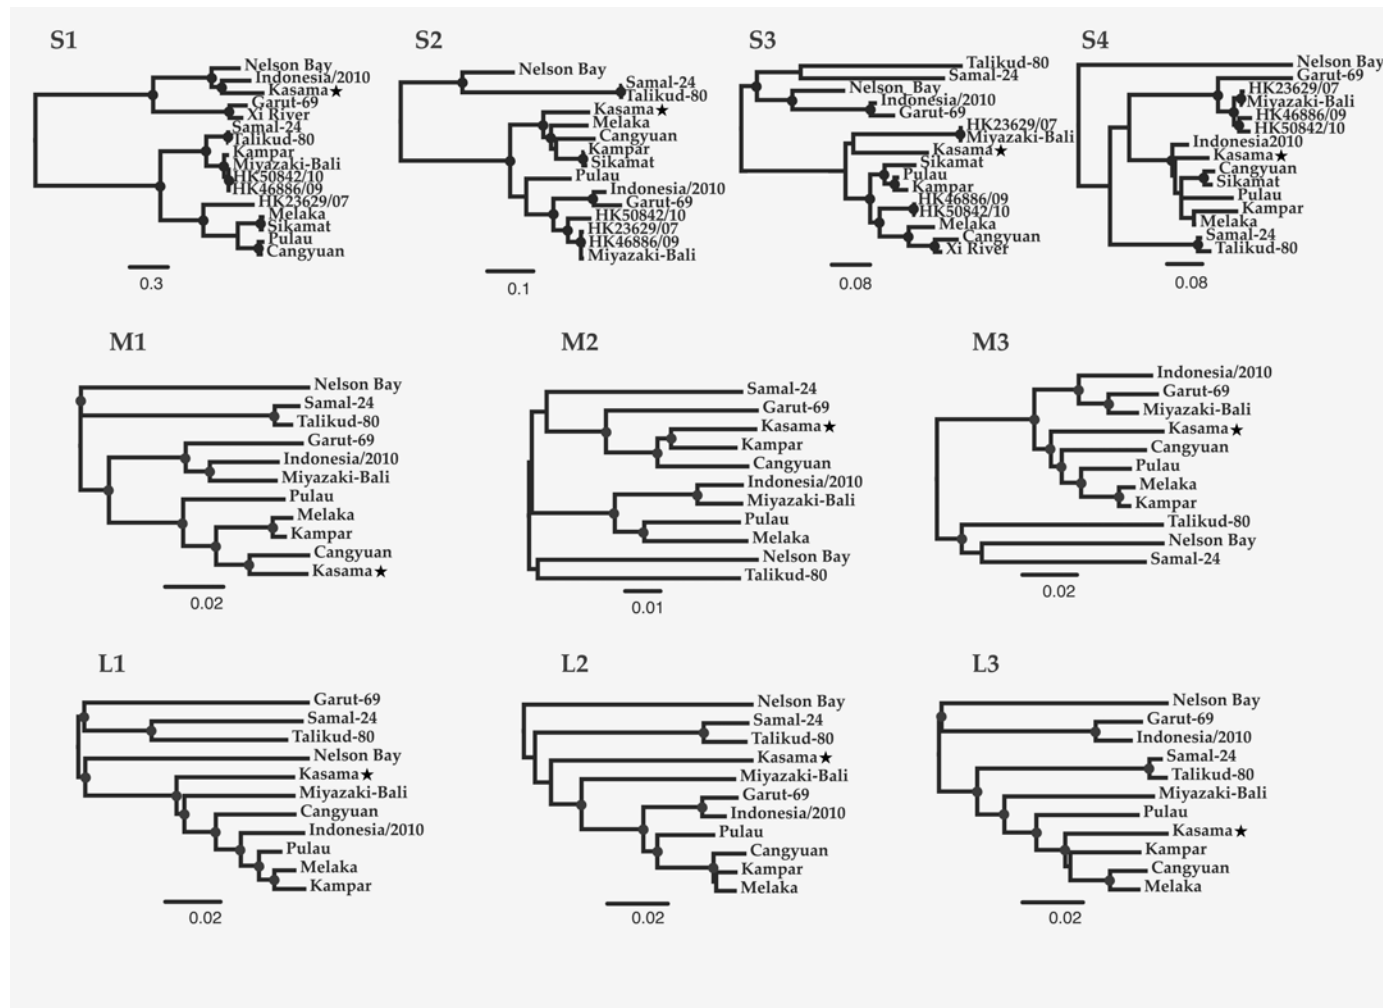 S1
Nelson Bay
Indonesia/2010
Kasama★
Garut-69
Xi River
Samal-24
Talikud-80
Kampar
Miyazaki-Bali
HK50842/10
HK46886/09
HK23629/07
Melaka
Sikamat
Pulau
Cangyuan
0.3
S2
Nelson Bay
Samal-24
Talikud-80
Kasama★
Melaka
Cangyuan
Kampar
Sikamat
Pulau
Indonesia/2010
Garut-69
HK50842/10
HK23629/07
HK46886/09
Miyazaki-Bali
0.1
S3
Talikud-80
Samal-24
Nelson Bay
Indonesia/2010
Garut-69
HK23629/07
Miyazaki-Bali
Kasama★
Sikamat
Pulau
Kampar
HK46886/09
HK50842/10
Melaka
Cangyuan
Xi River
0.08
S4
Nelson Bay
Garut-69
HK23629/07
Miyazaki-Bali
HK46886/09
HK50842/10
Indonesia2010
Kasama★
Cangyuan
Sikamat
Pulau
Kampar
Melaka
Samal-24
Talikud-80
0.08
M1
Nelson Bay
Samal-24
Talikud-80
Garut-69
Indonesia/2010
Miyazaki-Bali
Pulau
Melaka
Kampar
Cangyuan
Kasama★
0.02
M2
Samal-24
Garut-69
Kasama★
Kampar
Cangyuan
Indonesia/2010
Miyazaki-Bali
Pulau
Melaka
Nelson Bay
Talikud-80
0.01
M3
Indonesia/2010
Garut-69
Miyazaki-Bali
Kasama★
Cangyuan
Pulau
Melaka
Kampar
Talikud-80
Nelson Bay
Samal-24
0.02
L1
Garut-69
Samal-24
Talikud-80
Nelson Bay
Kasama★
Miyazaki-Bali
Cangyuan
Indonesia/2010
Pulau
Melaka
Kampar
0.02
L2
Nelson Bay
Samal-24
Talikud-80
Kasama★
Miyazaki-Bali
Garut-69
Indonesia/2010
Pulau
Cangyuan
Kampar
Melaka
0.02
L3
Nelson Bay
Garut-69
Indonesia/2010
Samal-24
Talikud-80
Miyazaki-Bali
Pulau
Kasama★
Kampar
Cangyuan
Melaka
0.02